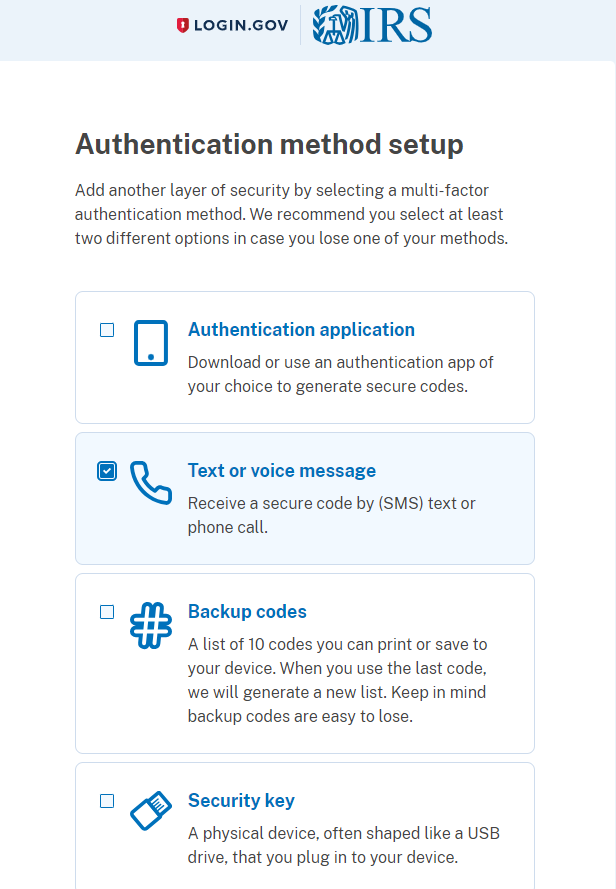 LOGIN.GOV IRS
Authentication method setup
Add another layer of security by selecting a multi-factor
authentication method. We recommend you select at least
two different options in case you lose one of your methods.
Authentication application
Download or use an authentication app of
your choice to generate secure codes.
Text or voice message
Receive a secure code by (SMS) text or
phone call.
Backup codes
A list of 10 codes you can print or save to
your device. When you use the last code,
we will generate a new list. Keep in mind
backup codes are easy to lose.
Security key
A physical device, often shaped like a USB
drive, that you plug in to your device.